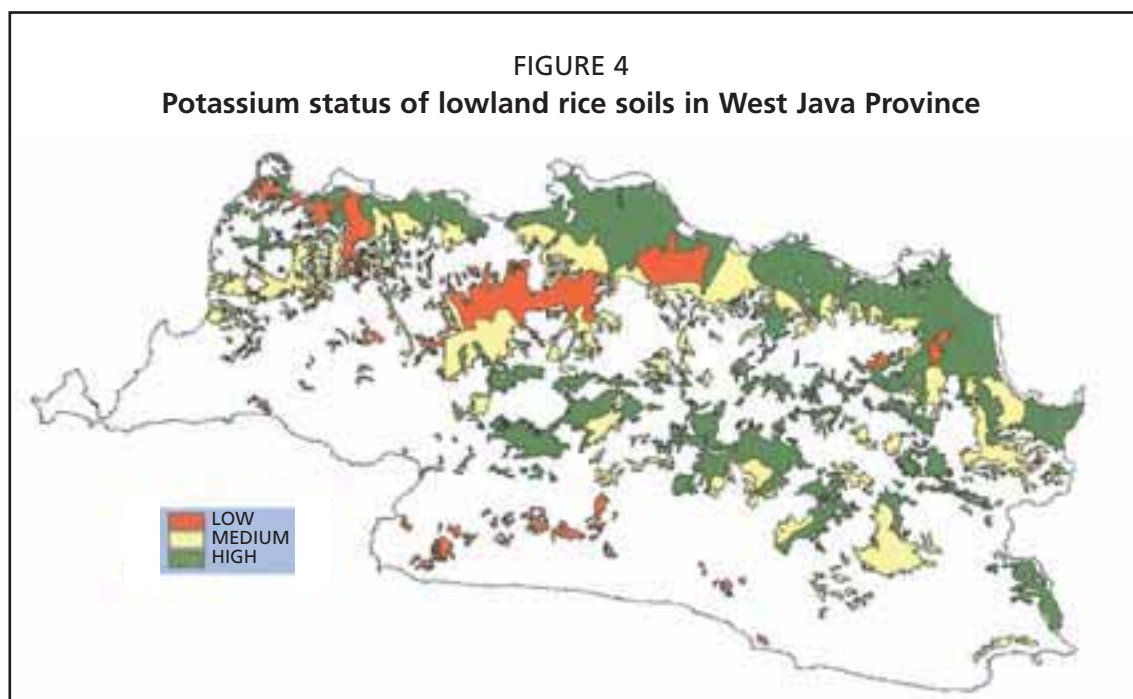 FIGURE 4
Potassium status of lowland rice soils in West Java Province
LOW
MEDIUM
HIGH